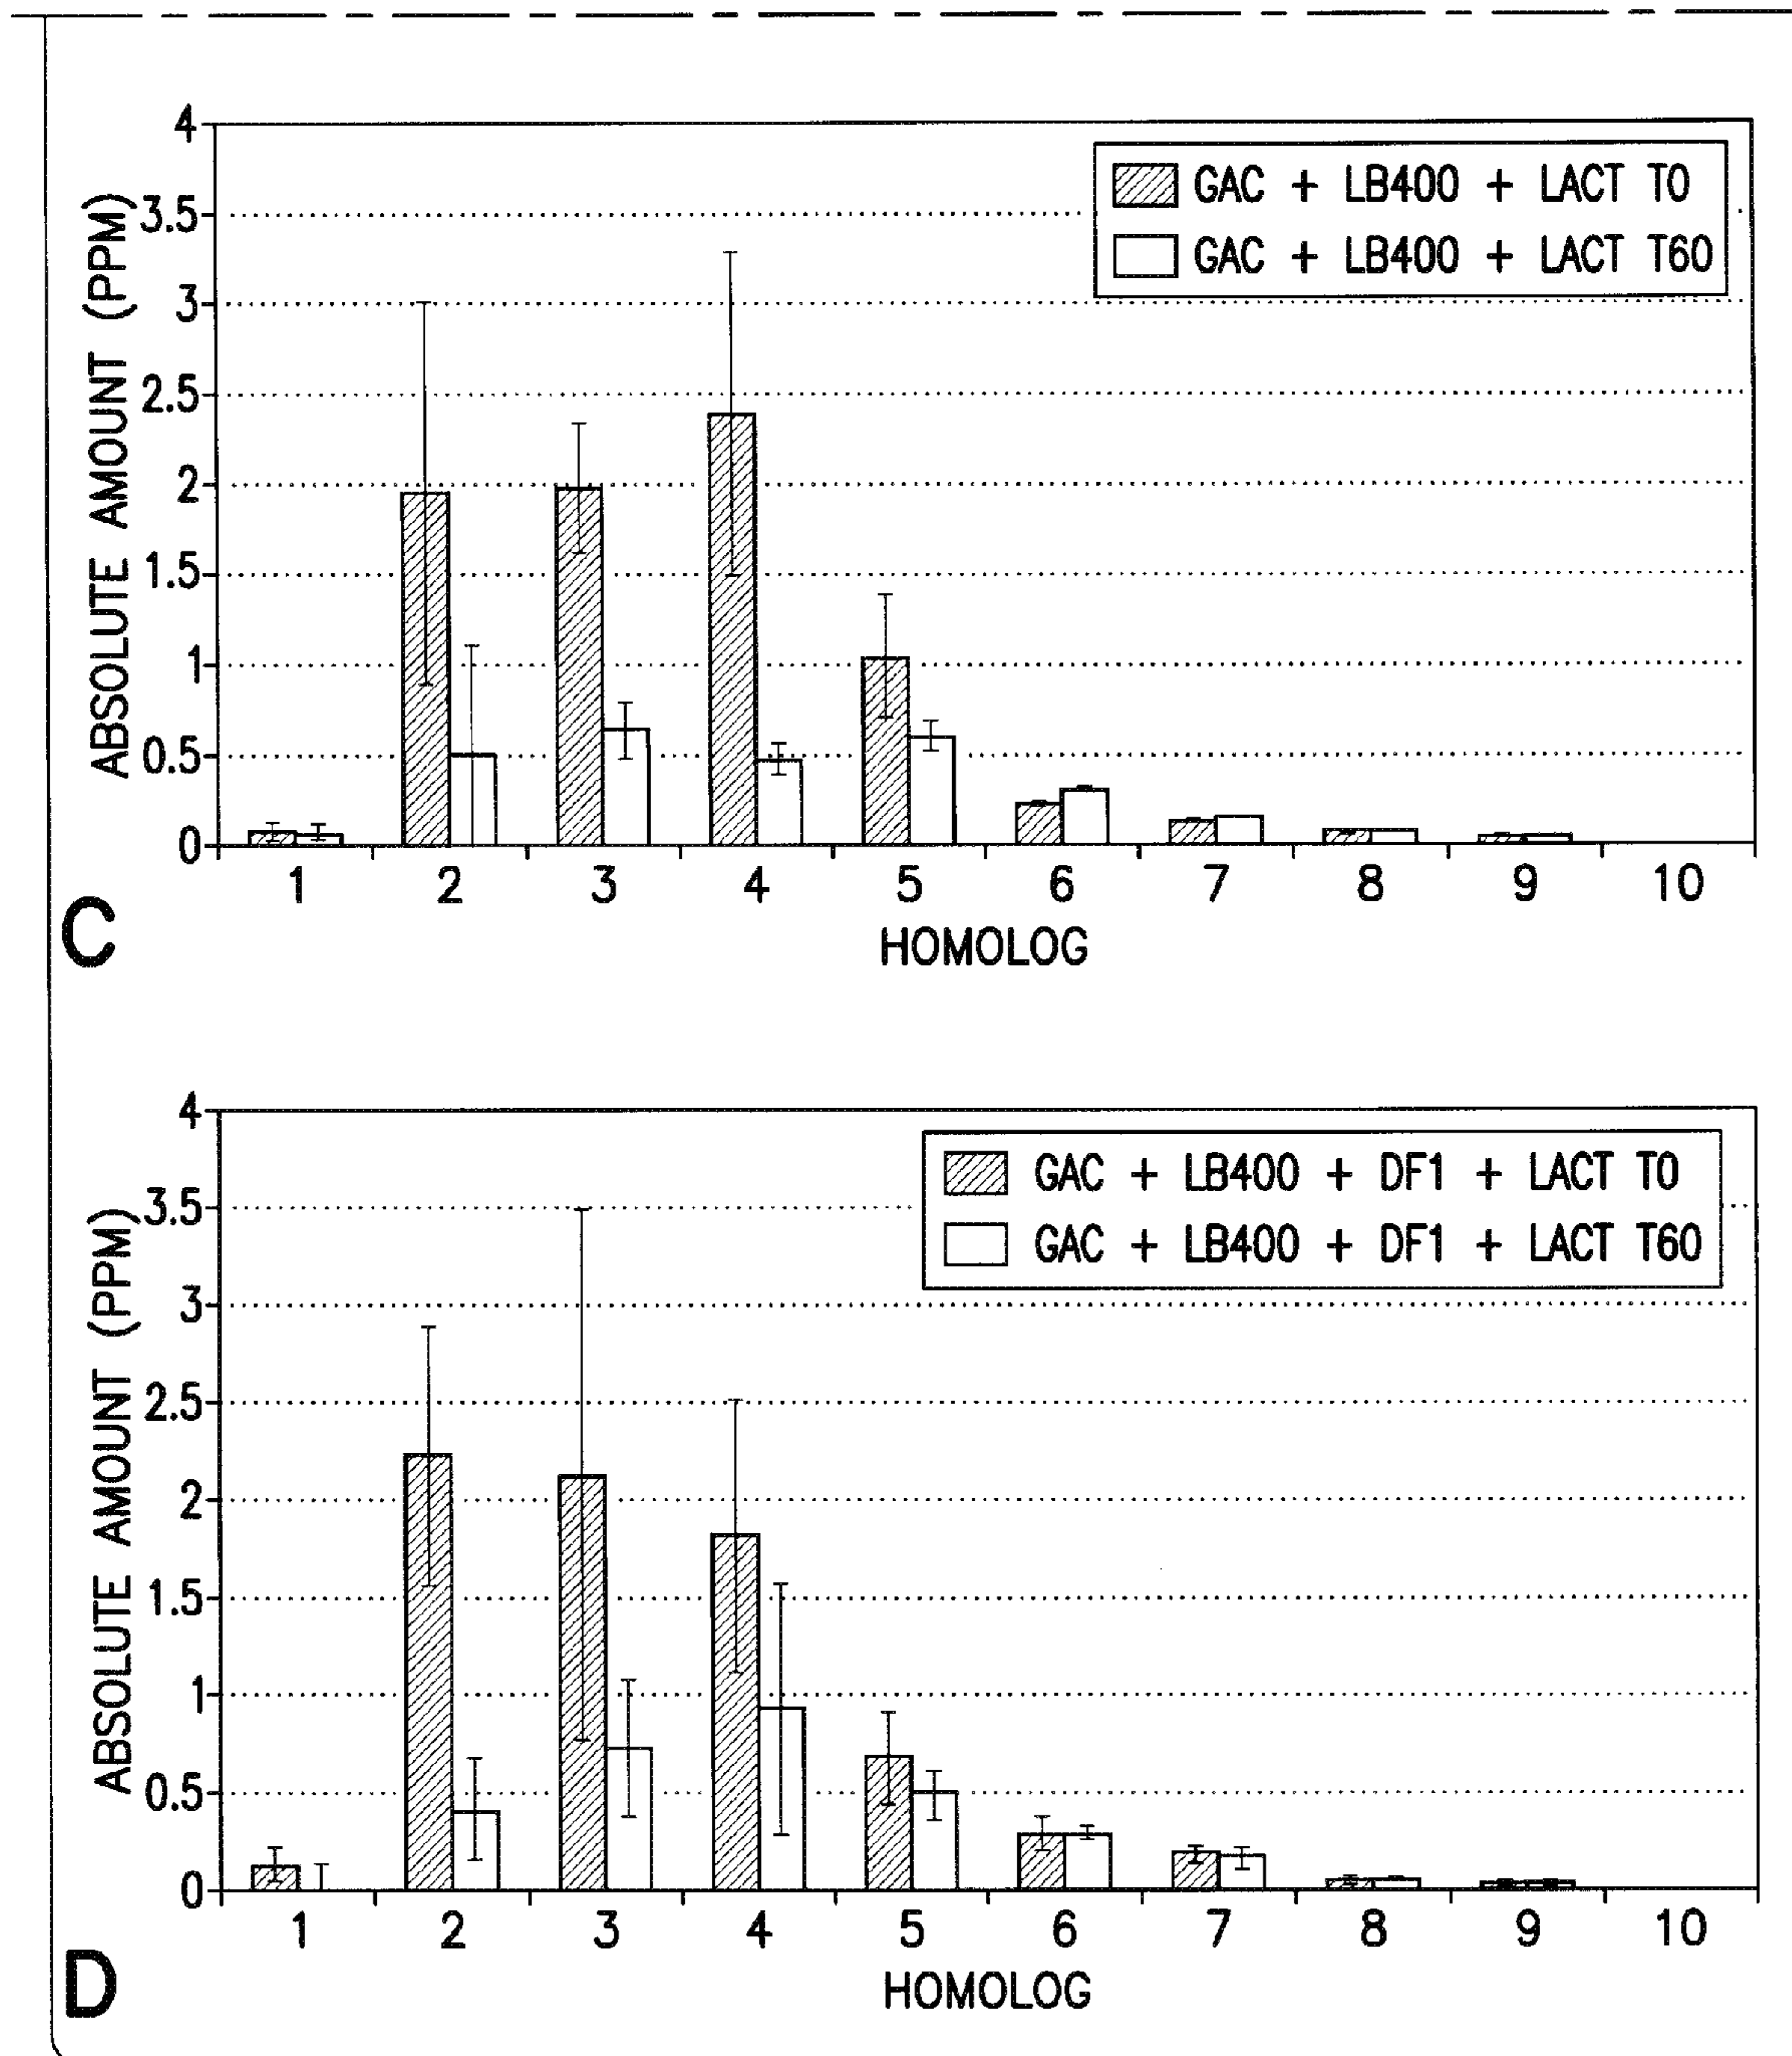 4
3.5
3
2.5
2
1.5
1
0.5
0
ABSOLUTE AMOUNT (PPM)
GAC + LB400 + LACT T0
GAC + LB400 + LACT T60
1 2 3 4 5 6 7 8 9 10
HOMOLOG
C
4
3.5
3
2.5
2
1.5
1
0.5
0
ABSOLUTE AMOUNT (PPM)
GAC + LB400 + DF1 + LACT T0
GAC + LB400 + DF1 + LACT T60
1 2 3 4 5 6 7 8 9 10
HOMOLOG
D